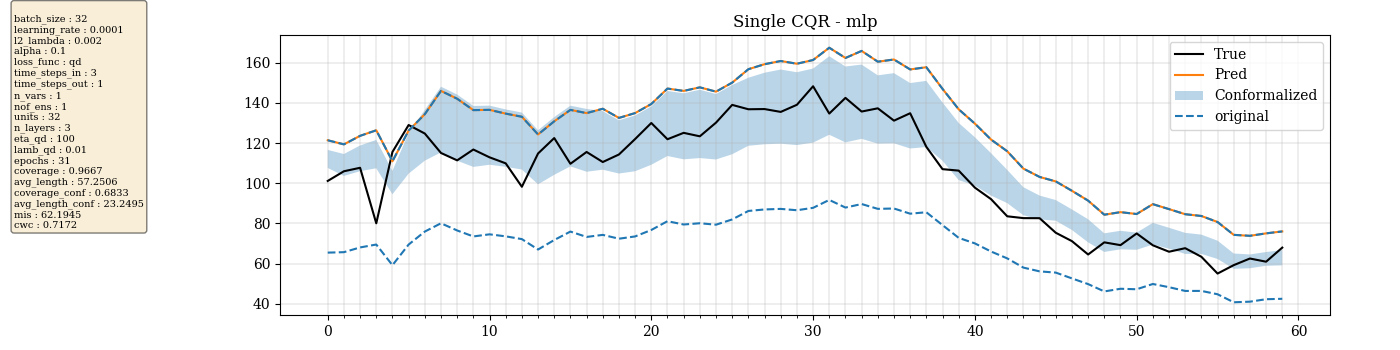 batch_size : 32
learning_rate : 0.0001
l2_lambda : 0.002
alpha : 0.1
loss_func : qd
time_steps_in : 3
time_steps_out : 1
n_vars : 1
nof_ens : 1
units : 32
n_layers : 3
eta_qd : 100
lamb_qd : 0.01
epochs : 31
coverage : 0.9667
avg_length : 57.2506
coverage_conf : 0.6833
avg_length_conf : 23.2495
mis : 62.1945
cwc : 0.7172
Single CQR - mlp
160
140
120
100
80
60
40
0 10 20 30 40 50 60
True
Pred
Conformalized
original